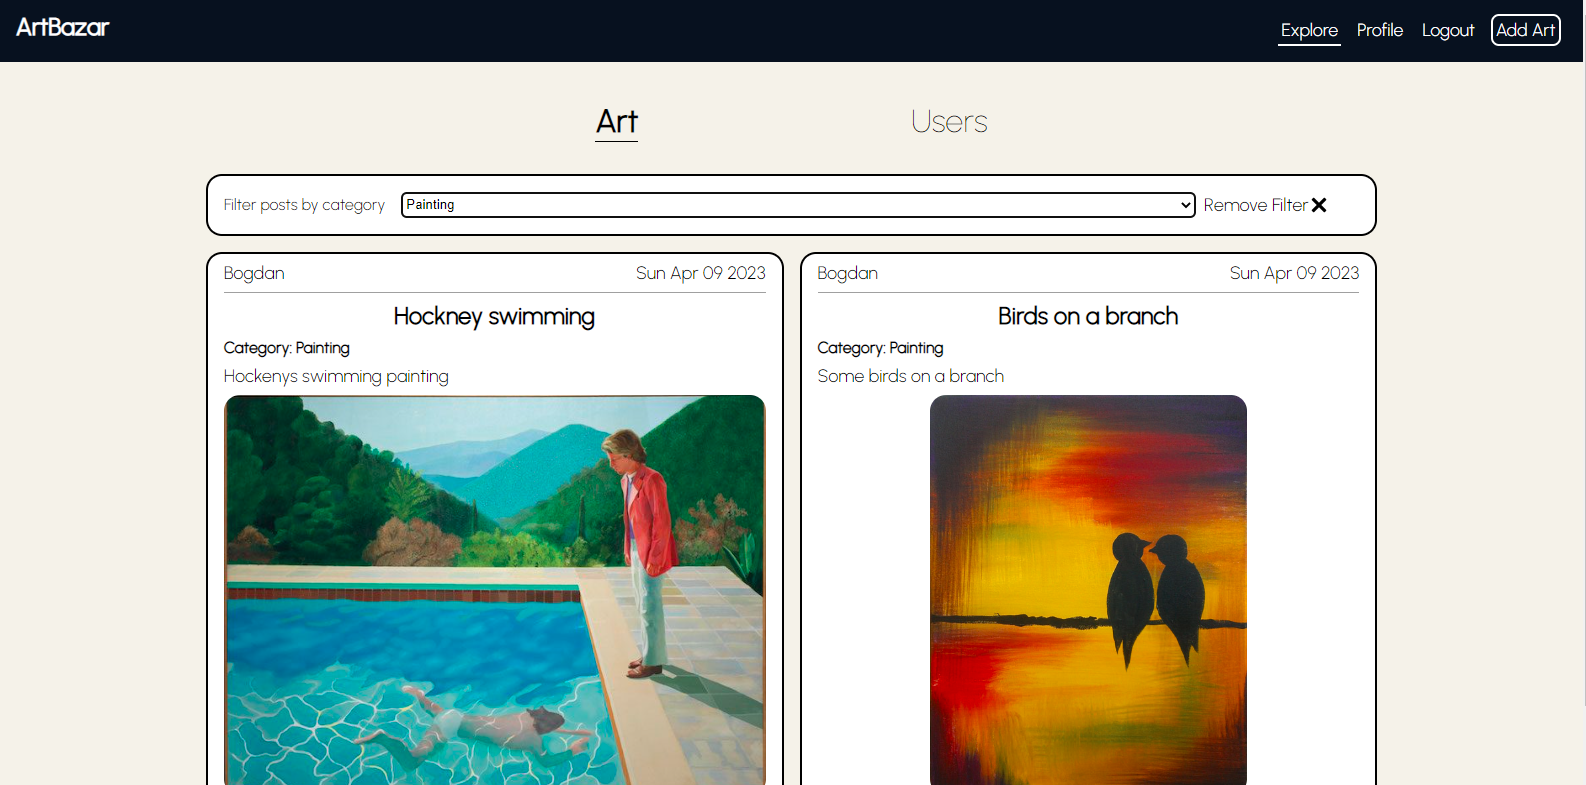 ArtBazar
Explore Profile Logout Add Art
Art Users
Filter posts by category Painting Remove Filter
Bogdan Sun Apr 09 2023
Hockney swimming
Category: Painting
Hockenys swimming painting
Bogdan Sun Apr 09 2023
Birds on a branch
Category: Painting
Some birds on a branch